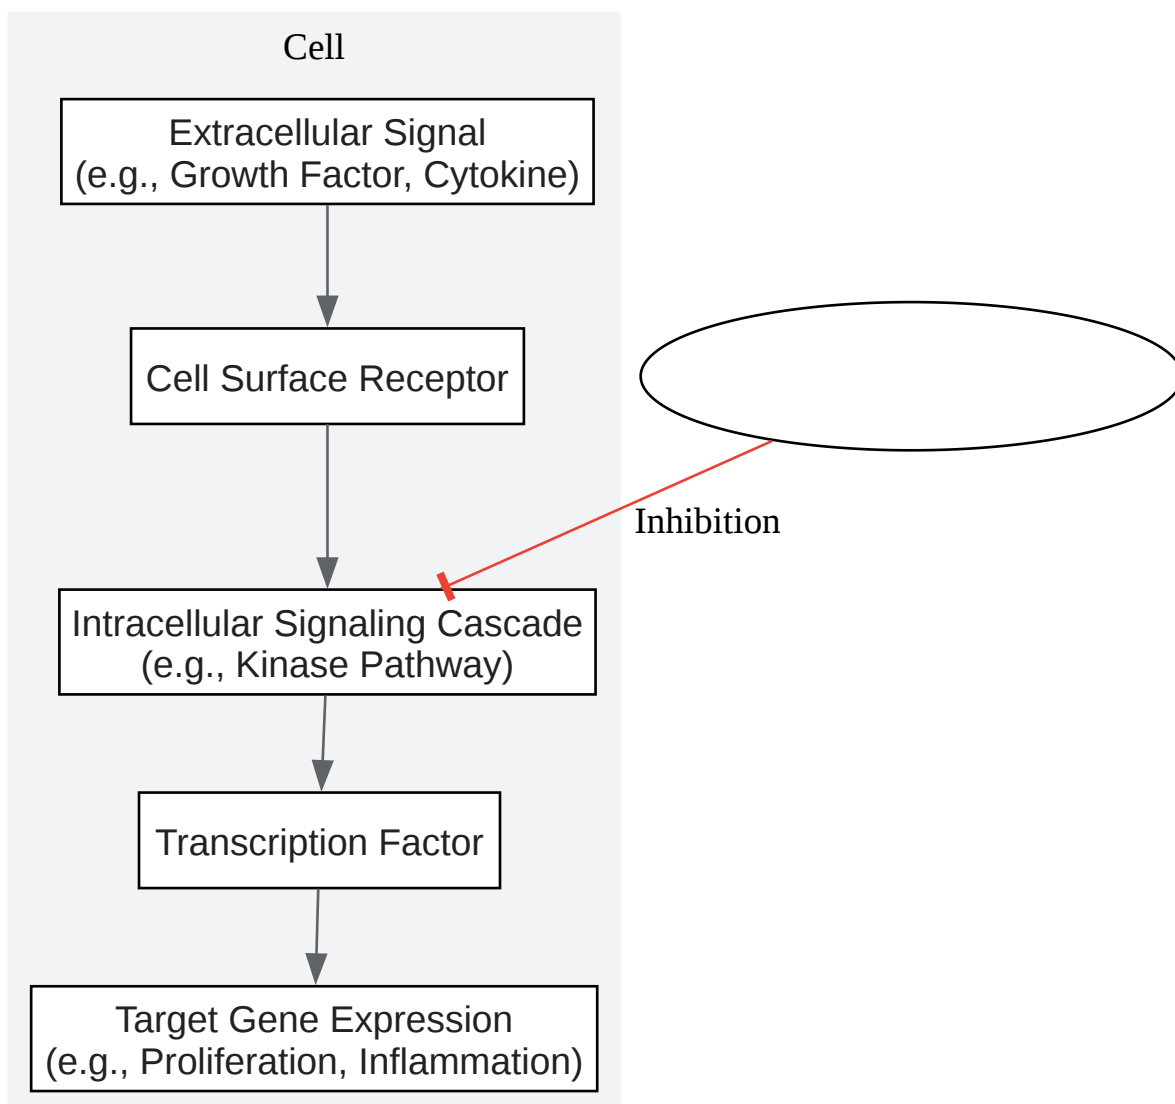 Cell
Extracellular Signal
(e.g., Growth Factor, Cytokine)
Cell Surface Receptor
Inhibition
Intracellular Signaling Cascade
(e.g., Kinase Pathway)
Transcription Factor
Target Gene Expression
(e.g., Proliferation, Inflammation)